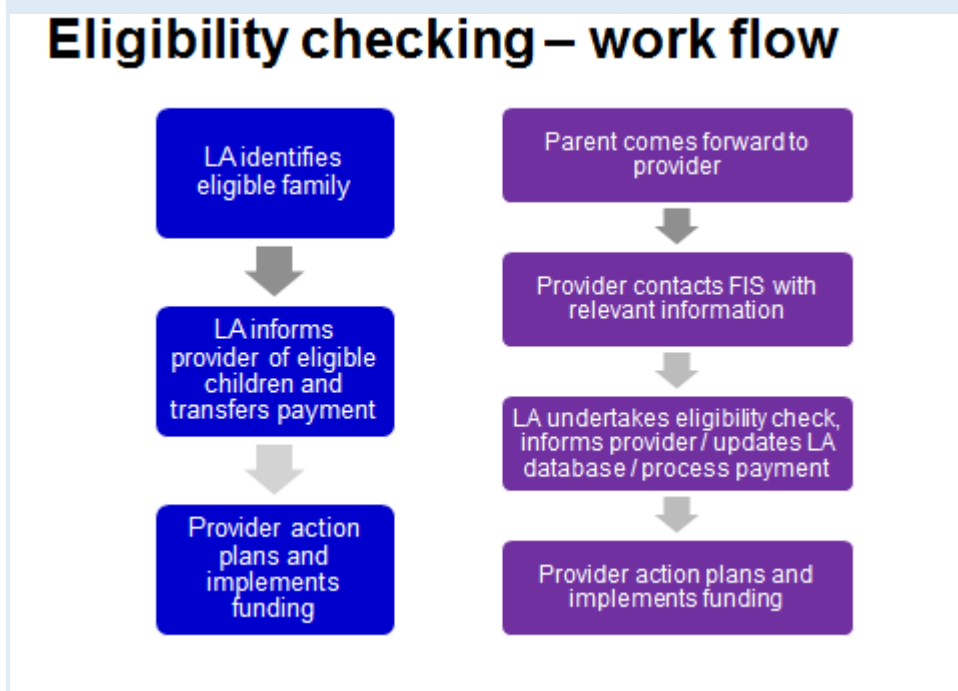 Eligibility checking – work flow
LA identifies
eligible family
LA informs
provider of eligible
children and
transfers payment
Provider action
plans and
implements
funding
Parent comes forward to
provider
Provider contacts FIS with
relevant information
LA undertakes eligibility check,
informs provider / updates LA
database / process payment
Provider action plans and
implements funding